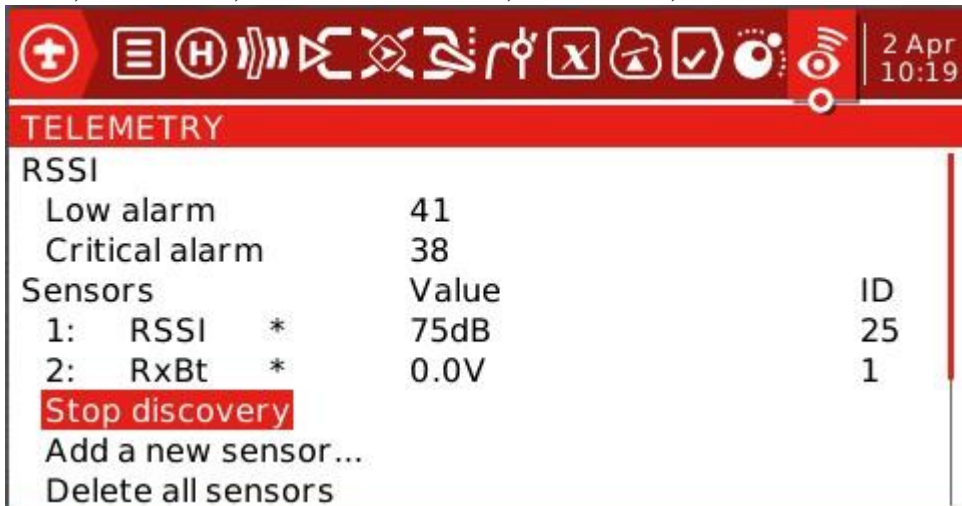 2 Apr
10:19
TELEMETRY
RSSI
Low alarm 41
Critical alarm 38
Sensors Value ID
1: RSSI * 75dB 25
2: RxBt * 0.0V 1
Stop discovery
Add a new sensor...
Delete all sensors